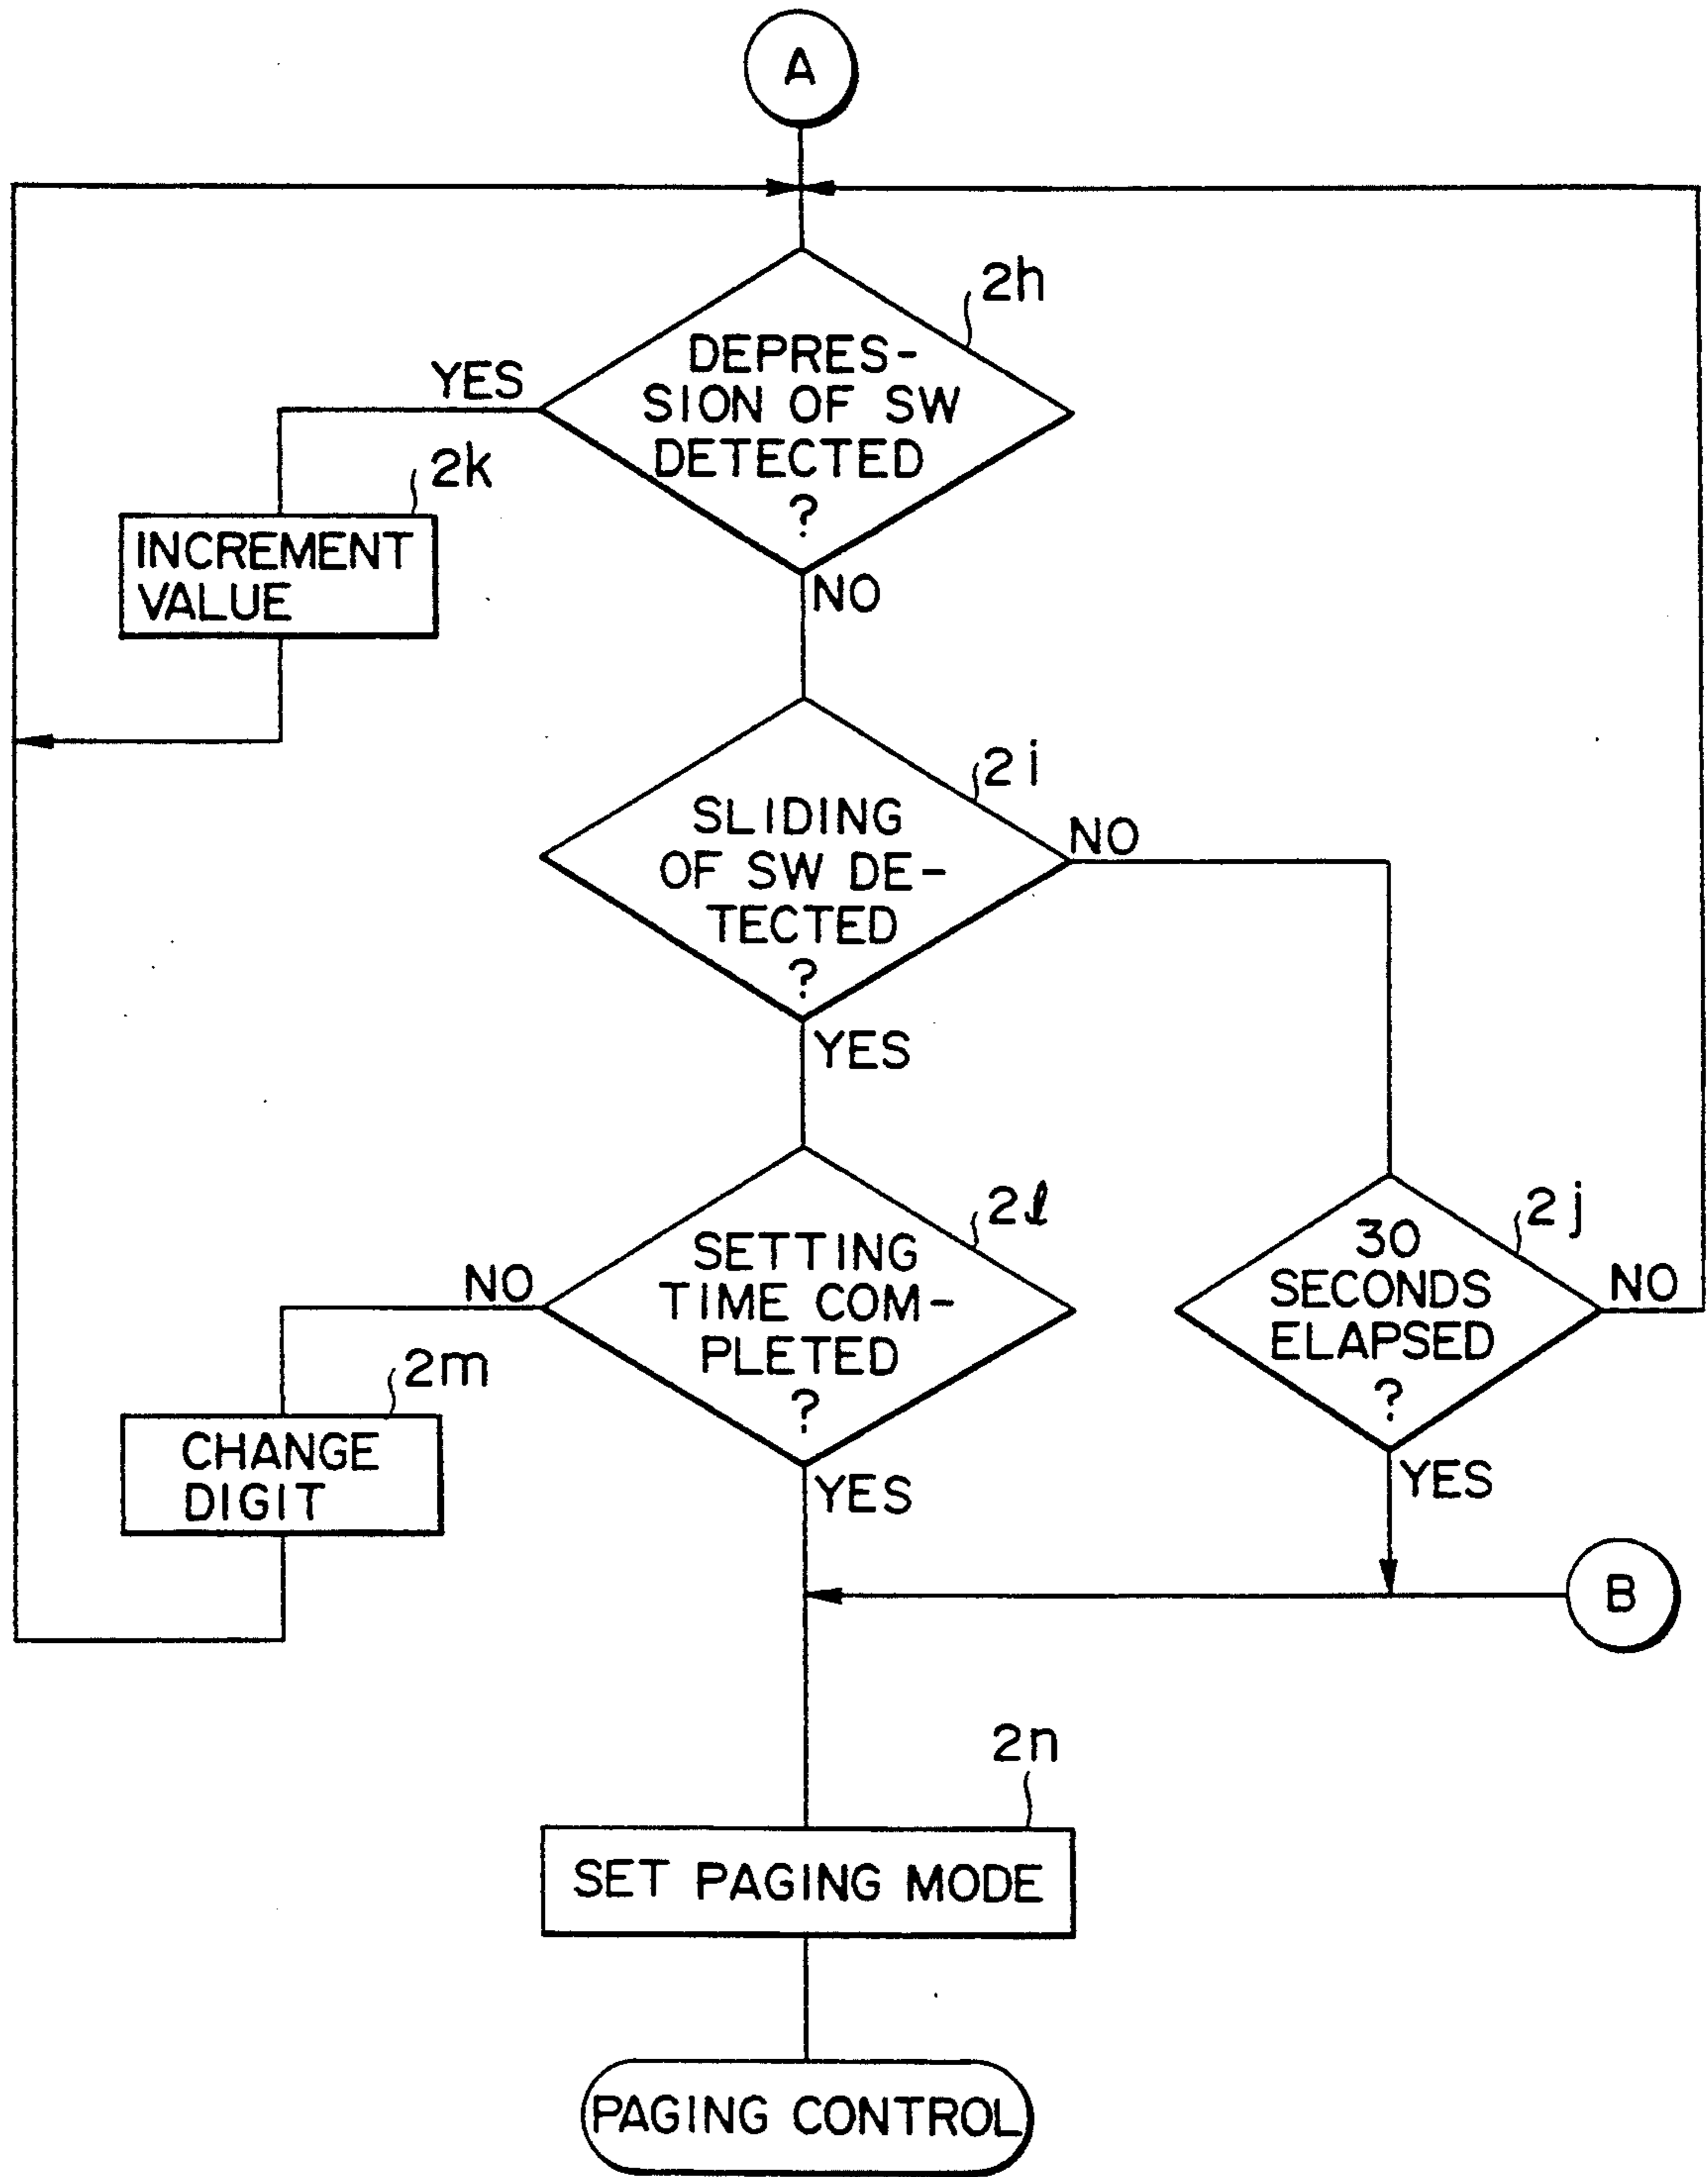 A
2h
DEPRES-
SION OF SW
DETECTED
?
YES
2k
INCREMENT
VALUE
NO
2i
SLIDING
OF SW DE-
TECTED
?
NO
YES
2l
SETTING
TIME COM-
PLETED
?
NO
2j
30
SECONDS
ELAPSED
?
NO
2m
CHANGE
DIGIT
YES
YES
B
2n
SET PAGING MODE
PAGING CONTROL